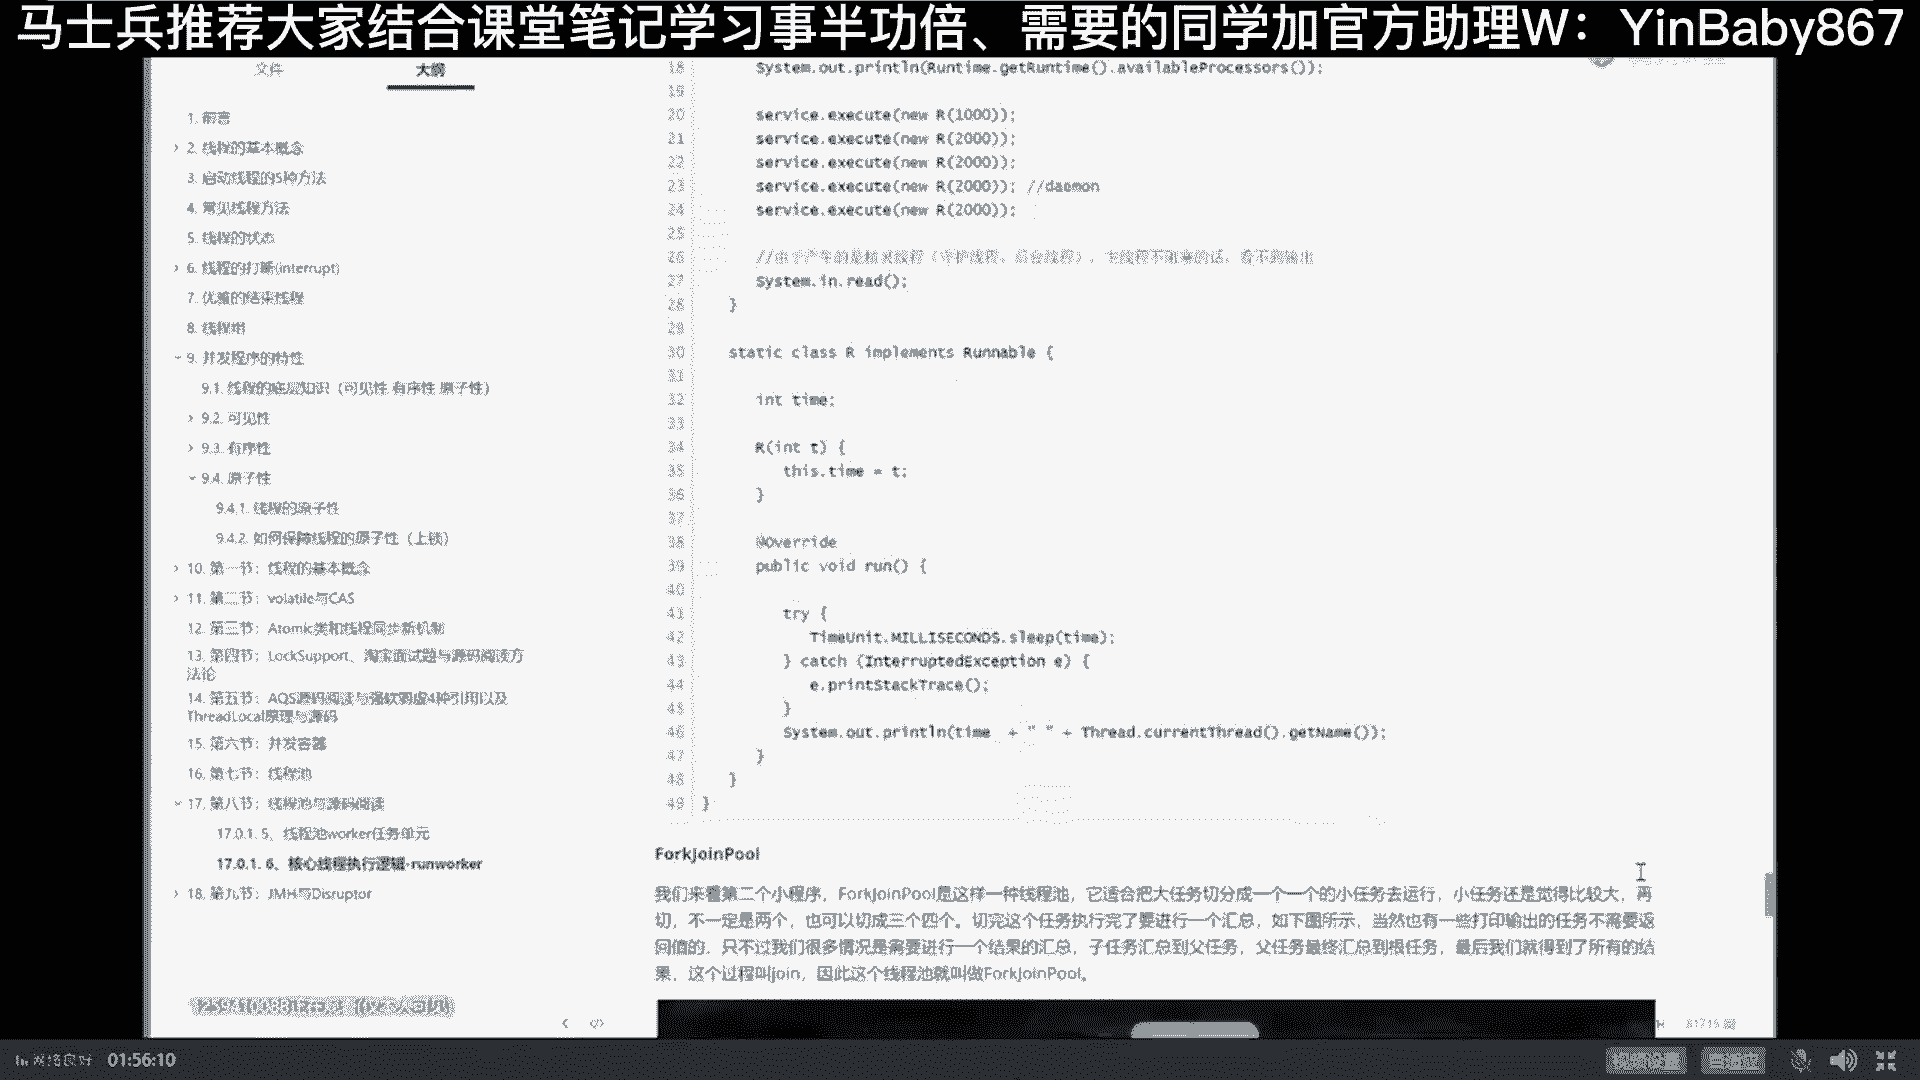 马士兵推荐大家结合课堂笔记学习事半功倍、需要的同学加官方助理W：YinBaby867
文件
大纲
1. 前言
2. 线程的基本概念
3. 启动线程的5种方法
4. 常见线程方法
5. 线程的状态
6. 线程的打断(interrupt)
7. 优雅的结束线程
8. 线程组
9. 并发程序的特性
9.1. 线程的底层知识（可见性 有序性 原子性）
9.2. 可见性
9.3. 有序性
9.4. 原子性
9.4.1. 线程的原子性
9.4.2. 如何保障线程的原子性（上锁）
10. 第一节：线程的基本概念
11. 第二节：volatile与CAS
12. 第三节：Atomic类和线程同步新机制
13. 第四节：LockSupport、淘宝面试题与源码阅读方
法论
14. 第五节：AQS源码阅读与强软弱虚4种引用以及
ThreadLocal原理与源码
15. 第六节：并发容器
16. 第七节：线程池
17. 第八节：线程池与源码阅读
17.0.1. 5、线程池worker任务单元
17.0.1. 6、核心线程执行逻辑-runworker
18. 第九节：JMH与Disruptor
18 System.out.println(Runtime.getRuntime().availableProcessors());
19
20 service.execute(new R(1000));
21 service.execute(new R(2000));
22 service.execute(new R(2000));
23 service.execute(new R(2000)); //daemon
24 service.execute(new R(2000));
25
26 //由于产生的是精灵线程（守护线程、后台线程），主线程不阻塞的话，看不到输出
27 System.in.read();
28 }
29
30 static class R implements Runnable {
31
32 int time;
33
34 R(int t) {
35 this.time = t;
36 }
37
38 @Override
39 public void run() {
40
41 try {
42 TimeUnit.MILLISECONDS.sleep(time);
43 } catch (InterruptedException e) {
44 e.printStackTrace();
45 }
46 System.out.println(time + " " + Thread.currentThread().getName());
47 }
48 }
49 }
ForkJoinPool
我们来看第二个小程序，ForkJoinPool是这样一种线程池，它适合把大任务切分成一个一个的小任务去运行，小任务还是觉得比较大，再
切，不一定是两个，也可以切成三个四个。切完这个任务执行完了要进行一个汇总，如下图所示，当然也有一些打印输出的任务不需要返
回值的，只不过我们很多情况是需要进行一个结果的汇总，子任务汇总到父任务，父任务最终汇总到根任务，最后我们就得到了所有的结
果，这个过程叫join，因此这个线程池就叫做ForkJoinPool。
网络良好 01:56:10
视频设置 自适应